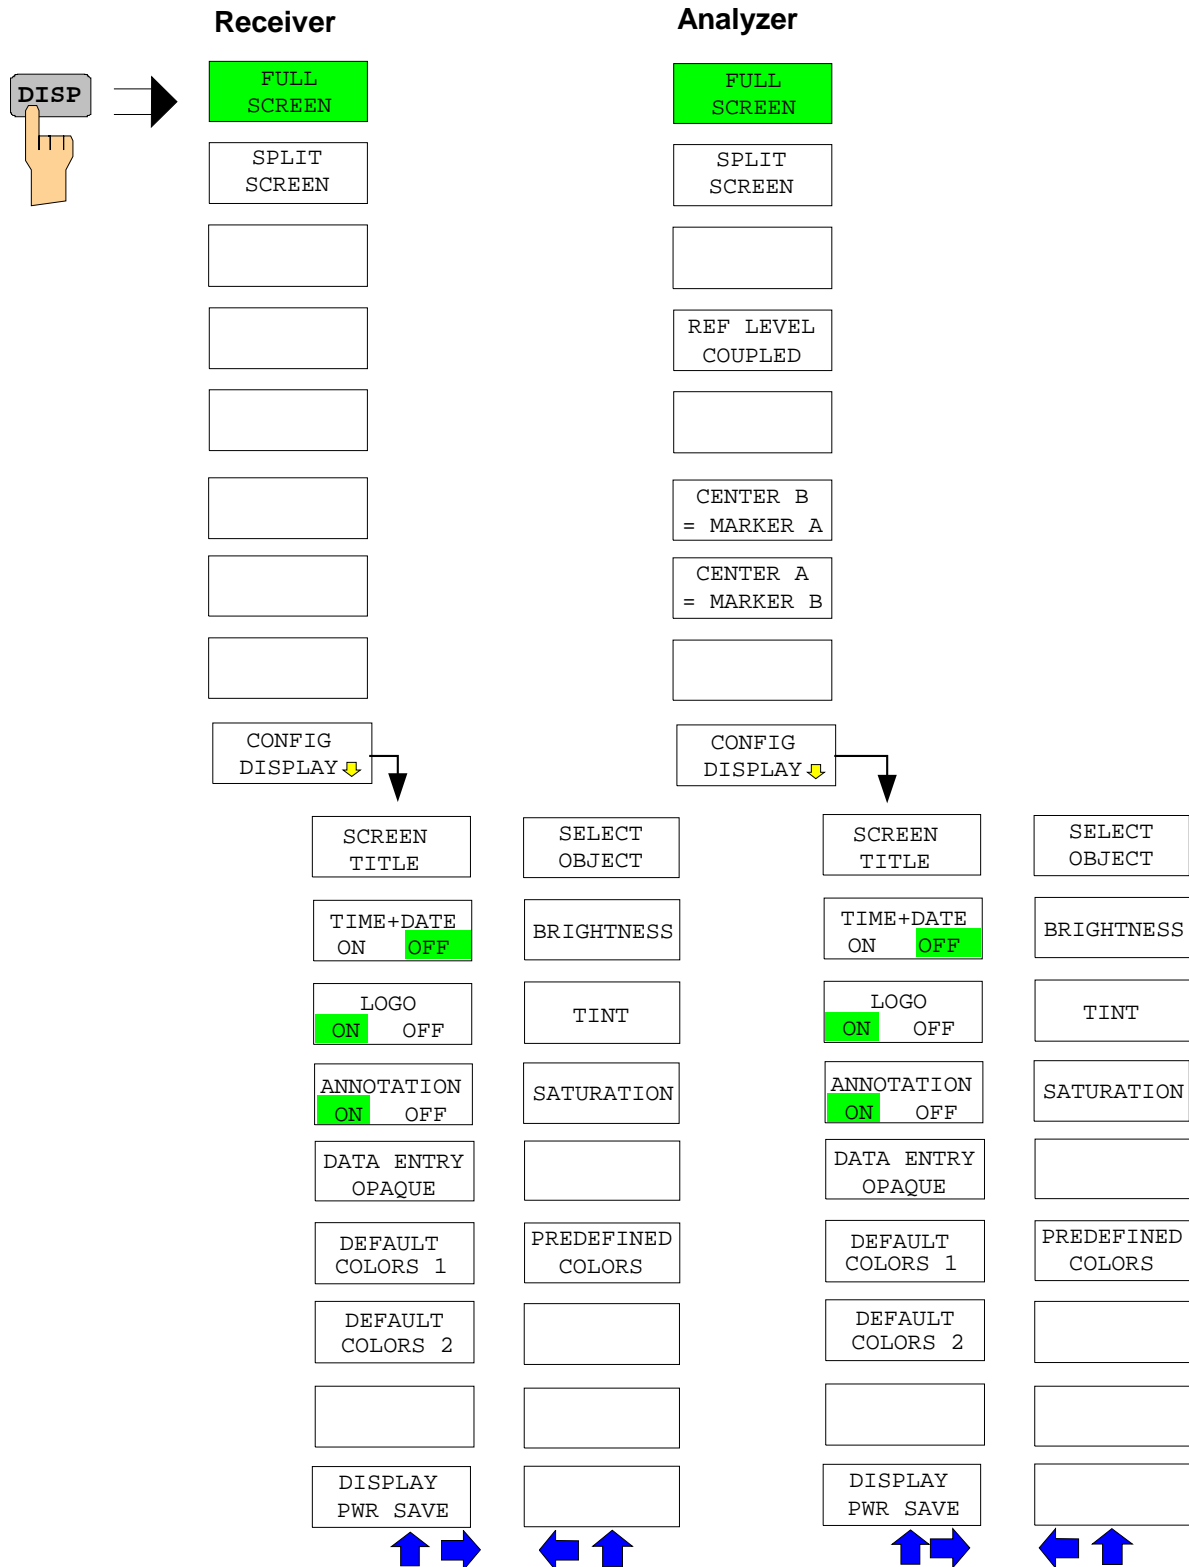 Receiver
Analyzer
DISP
FULL
SCREEN
SPLIT
SCREEN
CONFIG
DISPLAY
FULL
SCREEN
SPLIT
SCREEN
REF LEVEL
COUPLED
CENTER B
= MARKER A
CENTER A
= MARKER B
CONFIG
DISPLAY
SCREEN
TITLE
TIME+DATE
ON OFF
LOGO
ON OFF
ANNOTATION
ON OFF
DATA ENTRY
OPAQUE
DEFAULT
COLORS 1
DEFAULT
COLORS 2
DISPLAY
PWR SAVE
SELECT
OBJECT
BRIGHTNESS
TINT
SATURATION
PREDEFINED
COLORS
SCREEN
TITLE
TIME+DATE
ON OFF
LOGO
ON OFF
ANNOTATION
ON OFF
DATA ENTRY
OPAQUE
DEFAULT
COLORS 1
DEFAULT
COLORS 2
DISPLAY
PWR SAVE
SELECT
OBJECT
BRIGHTNESS
TINT
SATURATION
PREDEFINED
COLORS